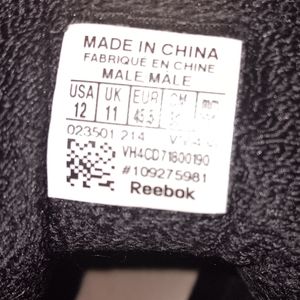 MADE IN CHINA
FABRIQUE EN CHINE
MALE MALE
USA UK EUR
12 11 45.5
023501 214
VH4CD71800190
#109275981
Reebok